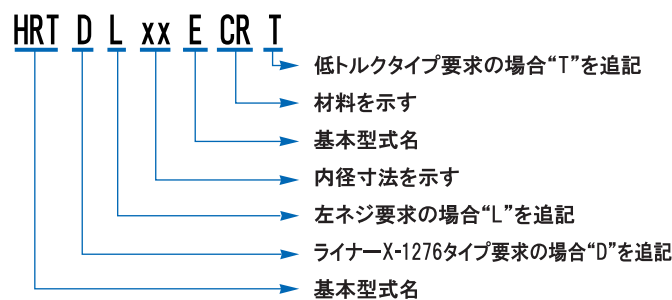 HRT D L xx E CR T
低トルクタイプ要求の場合“T”を追記
材料を示す
基本型式名
内径寸法を示す
左ネジ要求の場合“L”を追記
ライナーX-1276タイプ要求の場合“D”を追記
基本型式名